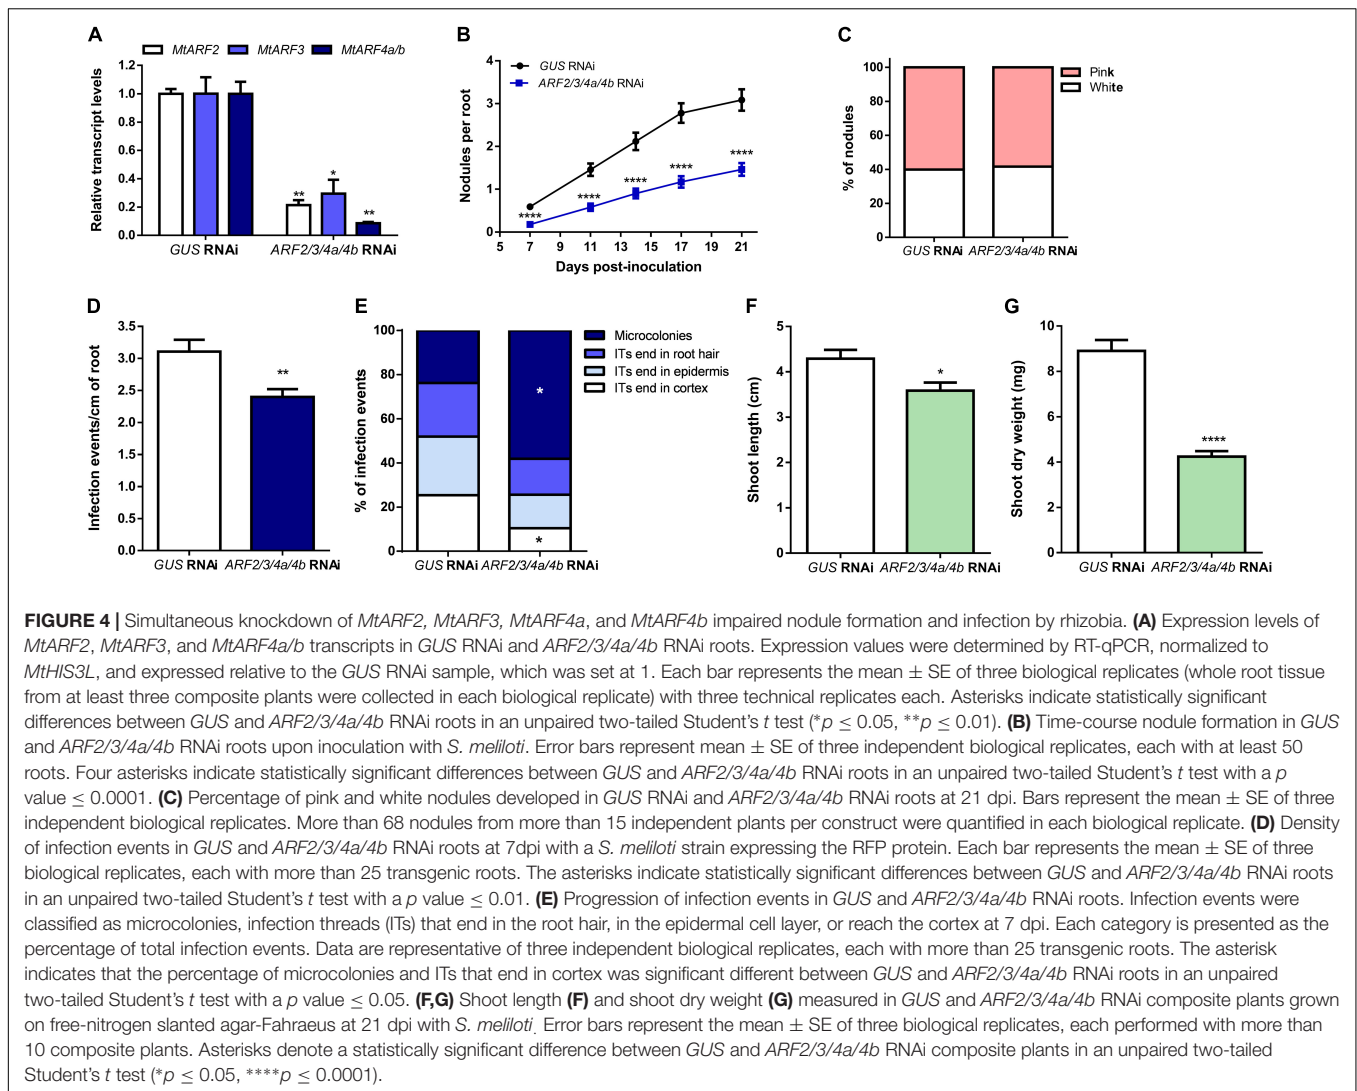 A
MtARF2 MtARF3 MtARF4a/b
Relative transcript levels
1.2
1.0
0.8
0.6
0.4
0.2
0.0
** * **
GUS RNAi ARF2/3/4a/4b RNAi
B
GUS RNAi
ARF2/3/4a/4b RNAi
Nodules per root
4
3
2
1
0
**** **** **** **** ****
5 7 9 11 13 15 17 19 21
Days post-inoculation
C
Pink
White
% of nodules
100
80
60
40
20
0
GUS RNAi ARF2/3/4a/4b RNAi
D
Infection events/cm of root
3.5
3.0
2.5
2.0
1.5
1.0
0.5
0.0
**
GUS RNAi ARF2/3/4a/4b RNAi
E
% of infection events
100
80
60
40
20
0
*
*
GUS RNAi ARF2/3/4a/4b RNAi
Microcolonies
ITs end in root hair
ITs end in epidermis
ITs end in cortex
F
Shoot length (cm)
5
4
3
2
1
0
*
GUS RNAi ARF2/3/4a/4b RNAi
G
Shoot dry weight (mg)
10
8
6
4
2
0
****
GUS RNAi ARF2/3/4a/4b RNAi
FIGURE 4 | Simultaneous knockdown of MtARF2, MtARF3, MtARF4a, and MtARF4b impaired nodule formation and infection by rhizobia. (A) Expression levels of
MtARF2, MtARF3, and MtARF4a/b transcripts in GUS RNAi and ARF2/3/4a/4b RNAi roots. Expression values were determined by RT-qPCR, normalized to
MtHIS3L, and expressed relative to the GUS RNAi sample, which was set at 1. Each bar represents the mean ± SE of three biological replicates (whole root tissue
from at least three composite plants were collected in each biological replicate) with three technical replicates each. Asterisks indicate statistically significant
differences between GUS and ARF2/3/4a/4b RNAi roots in an unpaired two-tailed Student's t test (*p ≤ 0.05, **p ≤ 0.01). (B) Time-course nodule formation in GUS
and ARF2/3/4a/4b RNAi roots upon inoculation with S. meliloti. Error bars represent mean ± SE of three independent biological replicates, each with at least 50
roots. Four asterisks indicate statistically significant differences between GUS and ARF2/3/4a/4b RNAi roots in an unpaired two-tailed Student's t test with a p
value ≤ 0.0001. (C) Percentage of pink and white nodules developed in GUS RNAi and ARF2/3/4a/4b RNAi roots at 21 dpi. Bars represent the mean ± SE of three
independent biological replicates. More than 68 nodules from more than 15 independent plants per construct were quantified in each biological replicate. (D) Density
of infection events in GUS and ARF2/3/4a/4b RNAi roots at 7dpi with a S. meliloti strain expressing the RFP protein. Each bar represents the mean ± SE of three
biological replicates, each with more than 25 transgenic roots. The asterisks indicate statistically significant differences between GUS and ARF2/3/4a/4b RNAi roots
in an unpaired two-tailed Student's t test with a p value ≤ 0.01. (E) Progression of infection events in GUS and ARF2/3/4a/4b RNAi roots. Infection events were
classified as microcolonies, infection threads (ITs) that end in the root hair, in the epidermal cell layer, or reach the cortex at 7 dpi. Each category is presented as the
percentage of total infection events. Data are representative of three independent biological replicates, each with more than 25 transgenic roots. The asterisk
indicates that the percentage of microcolonies and ITs that end in cortex was significant different between GUS and ARF2/3/4a/4b RNAi roots in an unpaired
two-tailed Student's t test with a p value ≤ 0.05. (F,G) Shoot length (F) and shoot dry weight (G) measured in GUS and ARF2/3/4a/4b RNAi composite plants grown
on free-nitrogen slanted agar-Fahraeus at 21 dpi with S. meliloti. Error bars represent the mean ± SE of three biological replicates, each performed with more than
10 composite plants. Asterisks denote a statistically significant difference between GUS and ARF2/3/4a/4b RNAi composite plants in an unpaired two-tailed
Student's t test (*p ≤ 0.05, ****p ≤ 0.0001).